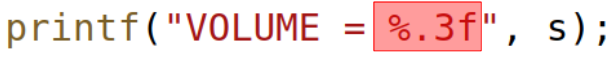 printf("VOLUME = %.3f", s);